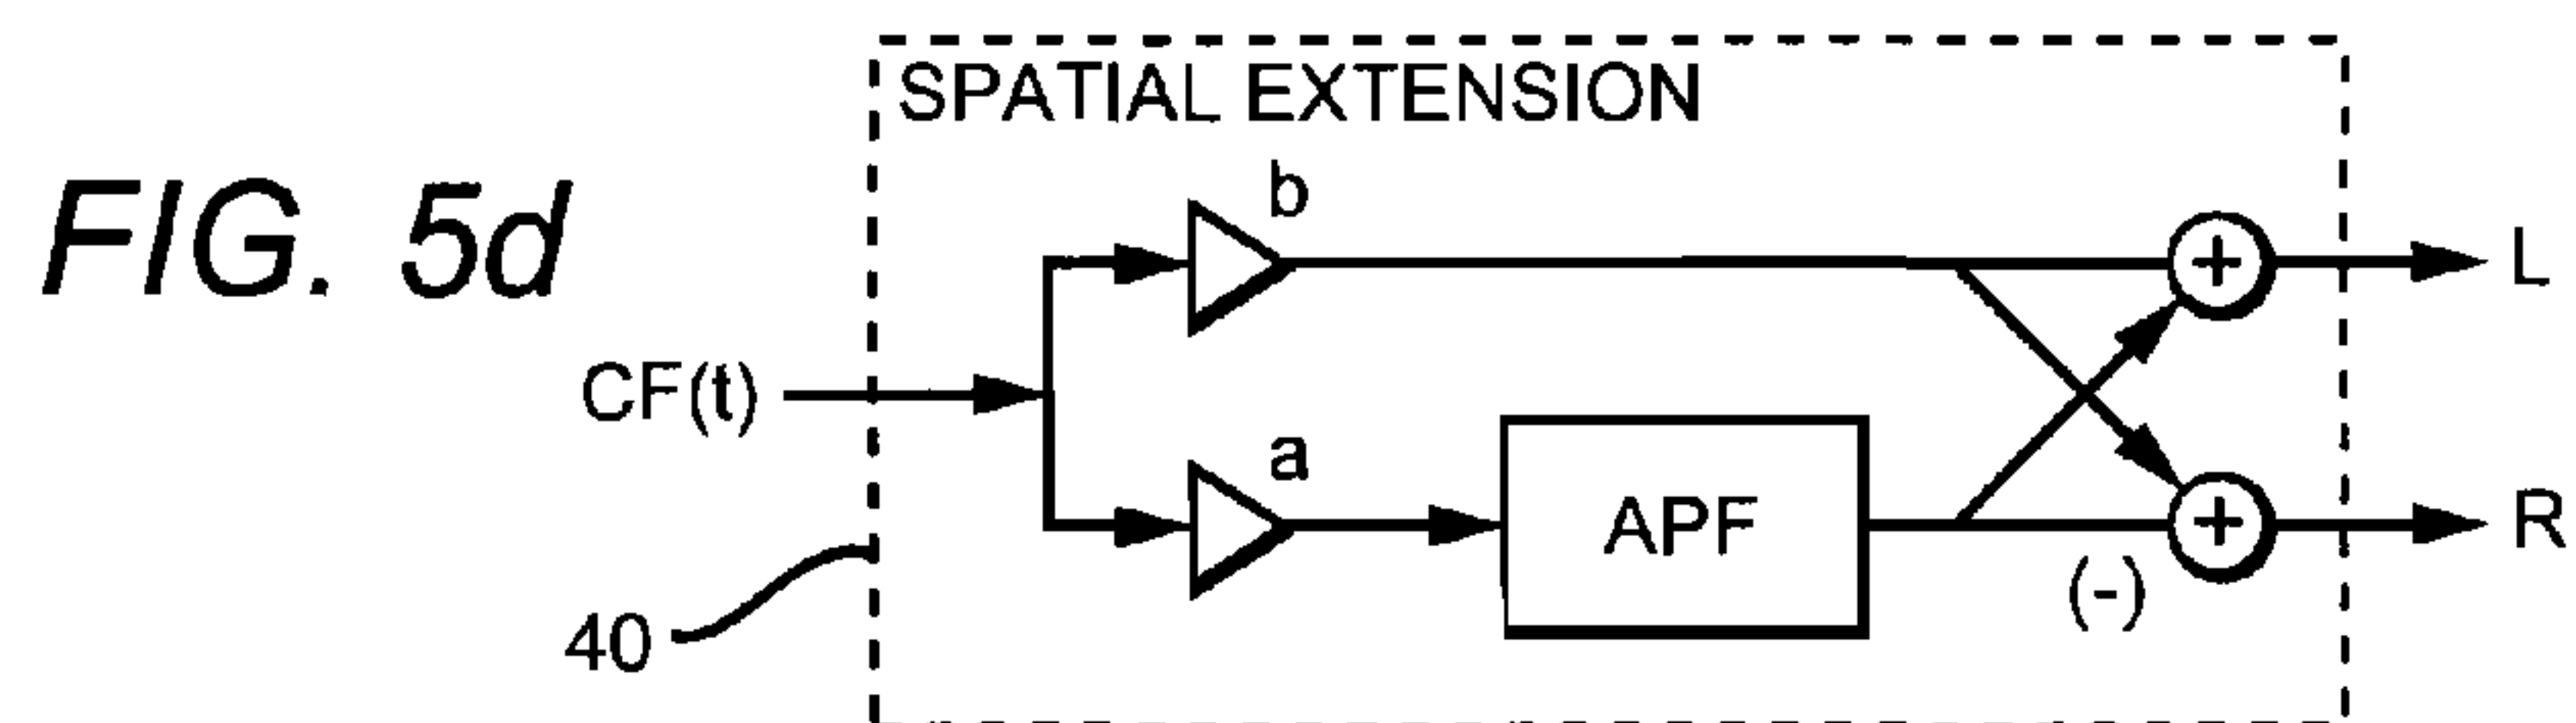 FIG. 5d
SPATIAL EXTENSION
b
+
L
CF(t)
a
APF
+
R
(-)
40